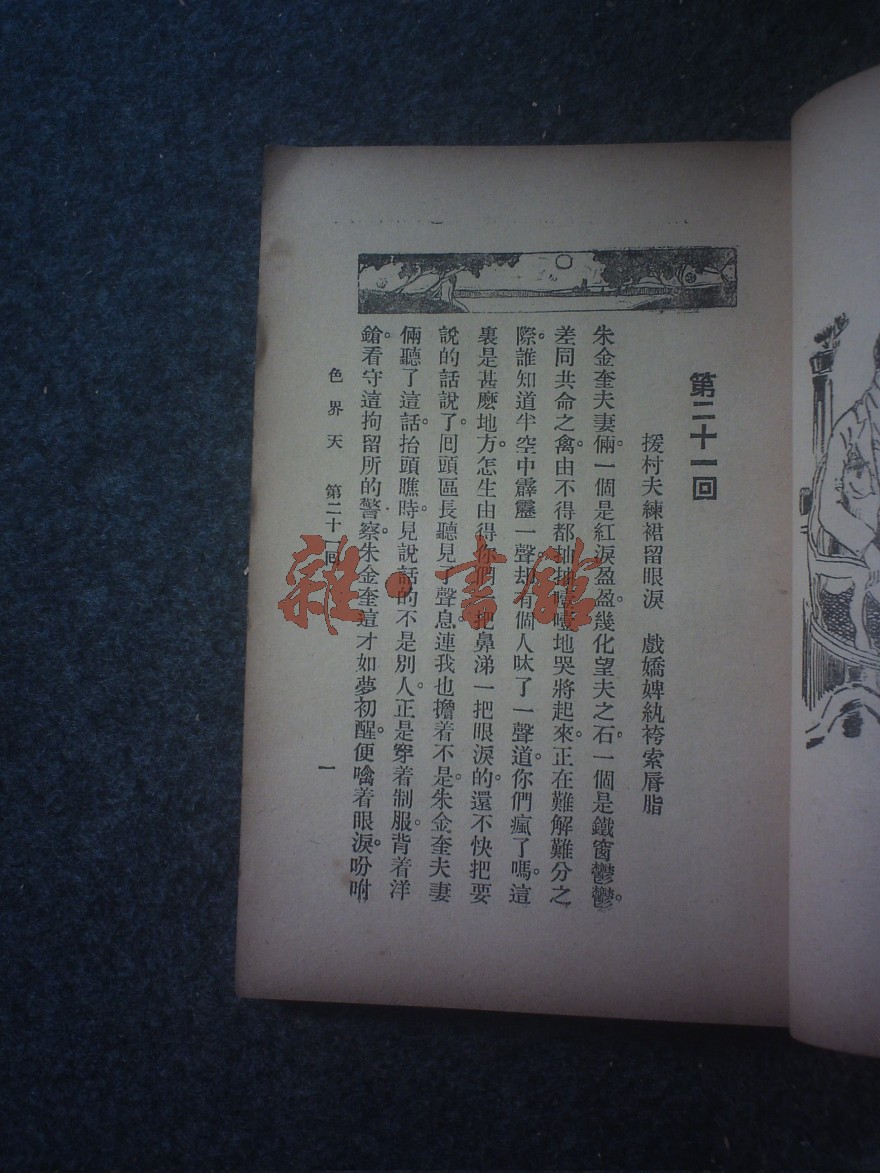 第二十一回
援村夫練裙留眼淚　戲嬌婢紈袴索唇脂
朱金奎夫妻倆。一個是紅淚盈盈。幾化望夫之石。一個是鐵窗鬱鬱。
差同共命之禽。由不得都抽抽噎噎地哭將起來。正在難解難分之
際。誰知道半空中霹靂一聲。却有個人呔了一聲道。你們瘋了嗎。這
裏是甚麽地方。怎生由得你們一把鼻涕一把眼淚的。還不快把要
說的話說了。回頭區長聽見了聲息。連我也擔着不是。朱金奎夫妻
倆聽了這話。抬頭瞧時。見說話的不是別人。正是穿着制服。背着洋
鎗。看守這拘留所的警察。朱金奎這才如夢初醒。便噙着眼淚。吩咐
色界天　第二十一回
一
雜·書館